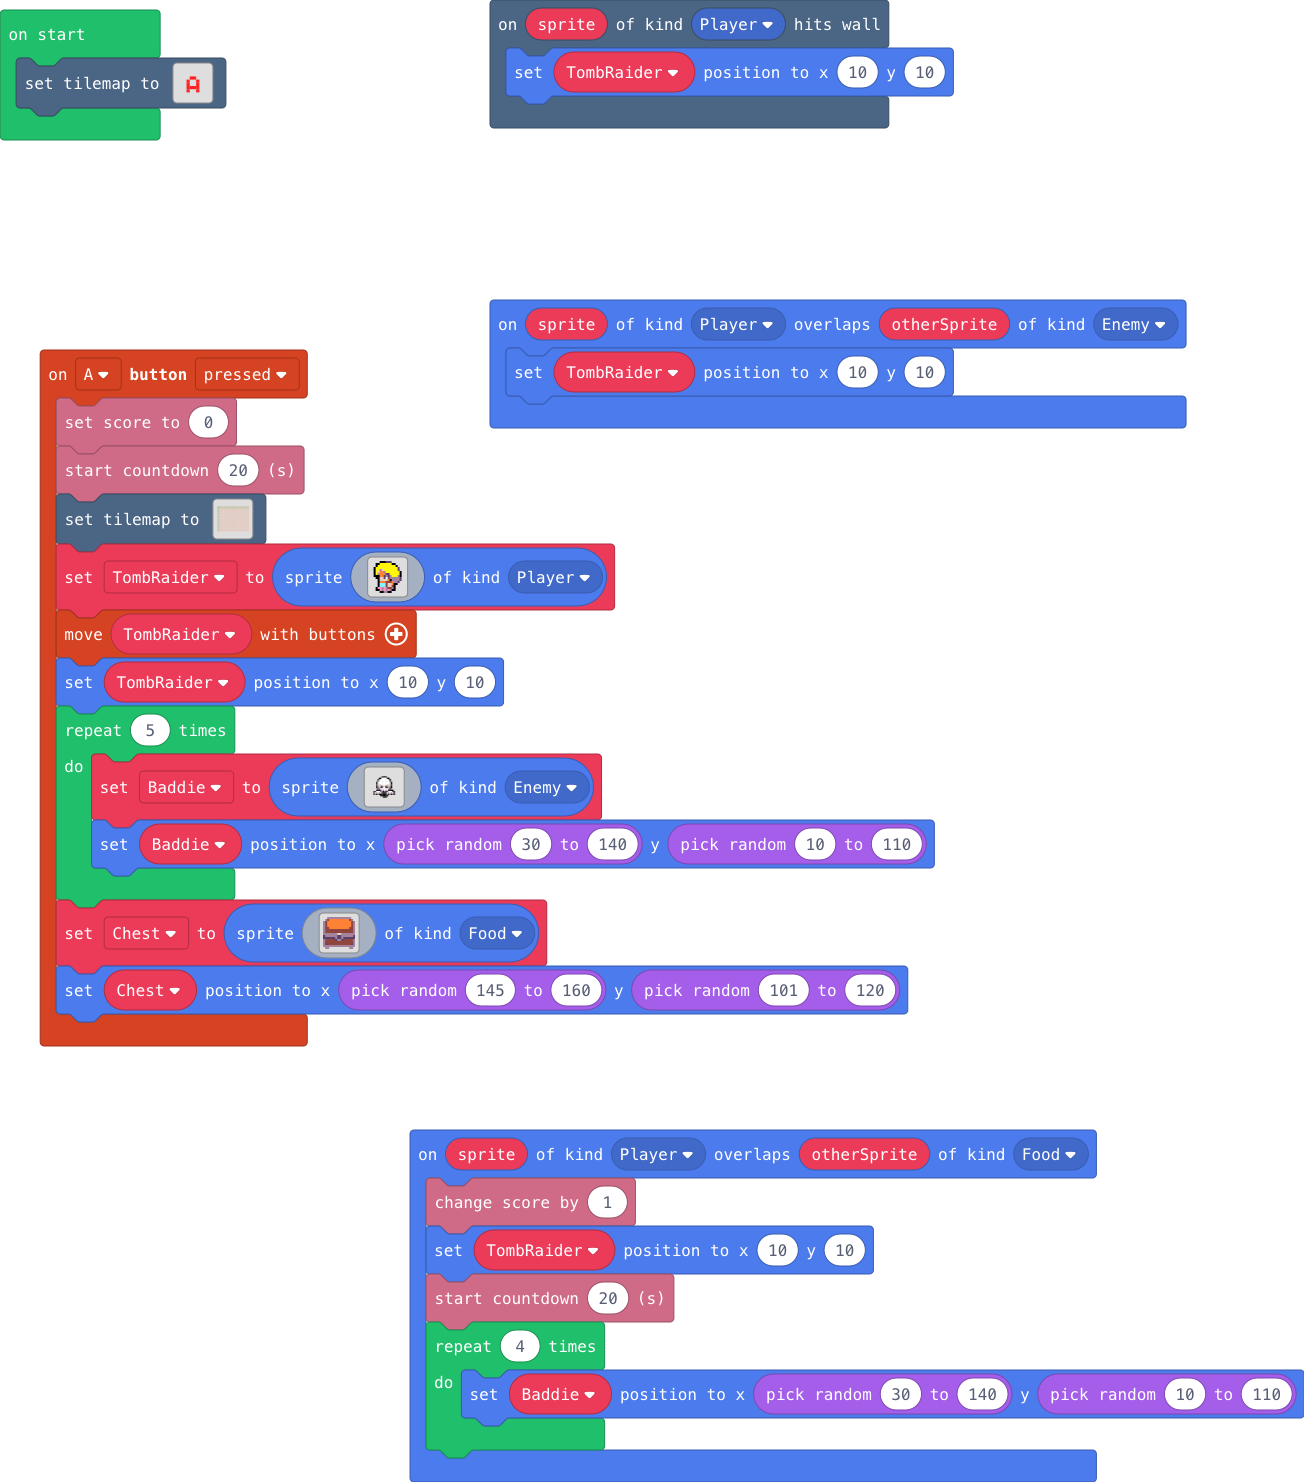 on start
set tilemap to A
on sprite of kind Player hits wall
set TombRaider position to x 10 y 10
on sprite of kind Player overlaps otherSprite of kind Enemy
set TombRaider position to x 10 y 10
on A button pressed
set score to 0
start countdown 20 (s)
set tilemap to
set TombRaider to sprite of kind Player
move TombRaider with buttons
set TombRaider position to x 10 y 10
repeat 5 times
do
set Baddie to sprite of kind Enemy
set Baddie position to x pick random 30 to 140 y pick random 10 to 110
set Chest to sprite of kind Food
set Chest position to x pick random 145 to 160 y pick random 101 to 120
on sprite of kind Player overlaps otherSprite of kind Food
change score by 1
set TombRaider position to x 10 y 10
start countdown 20 (s)
repeat 4 times
do
set Baddie position to x pick random 30 to 140 y pick random 10 to 110